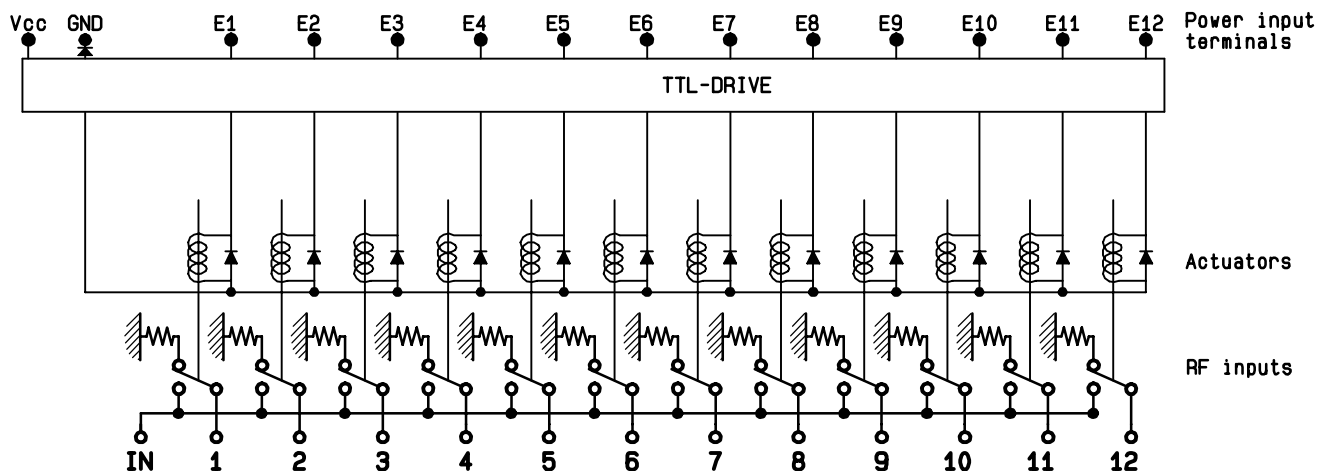 Vcc GND E1 E2 E3 E4 E5 E6 E7 E8 E9 E10 E11 E12 Power input
terminals
TTL-DRIVE
Actuators
RF inputs
IN 1 2 3 4 5 6 7 8 9 10 11 12